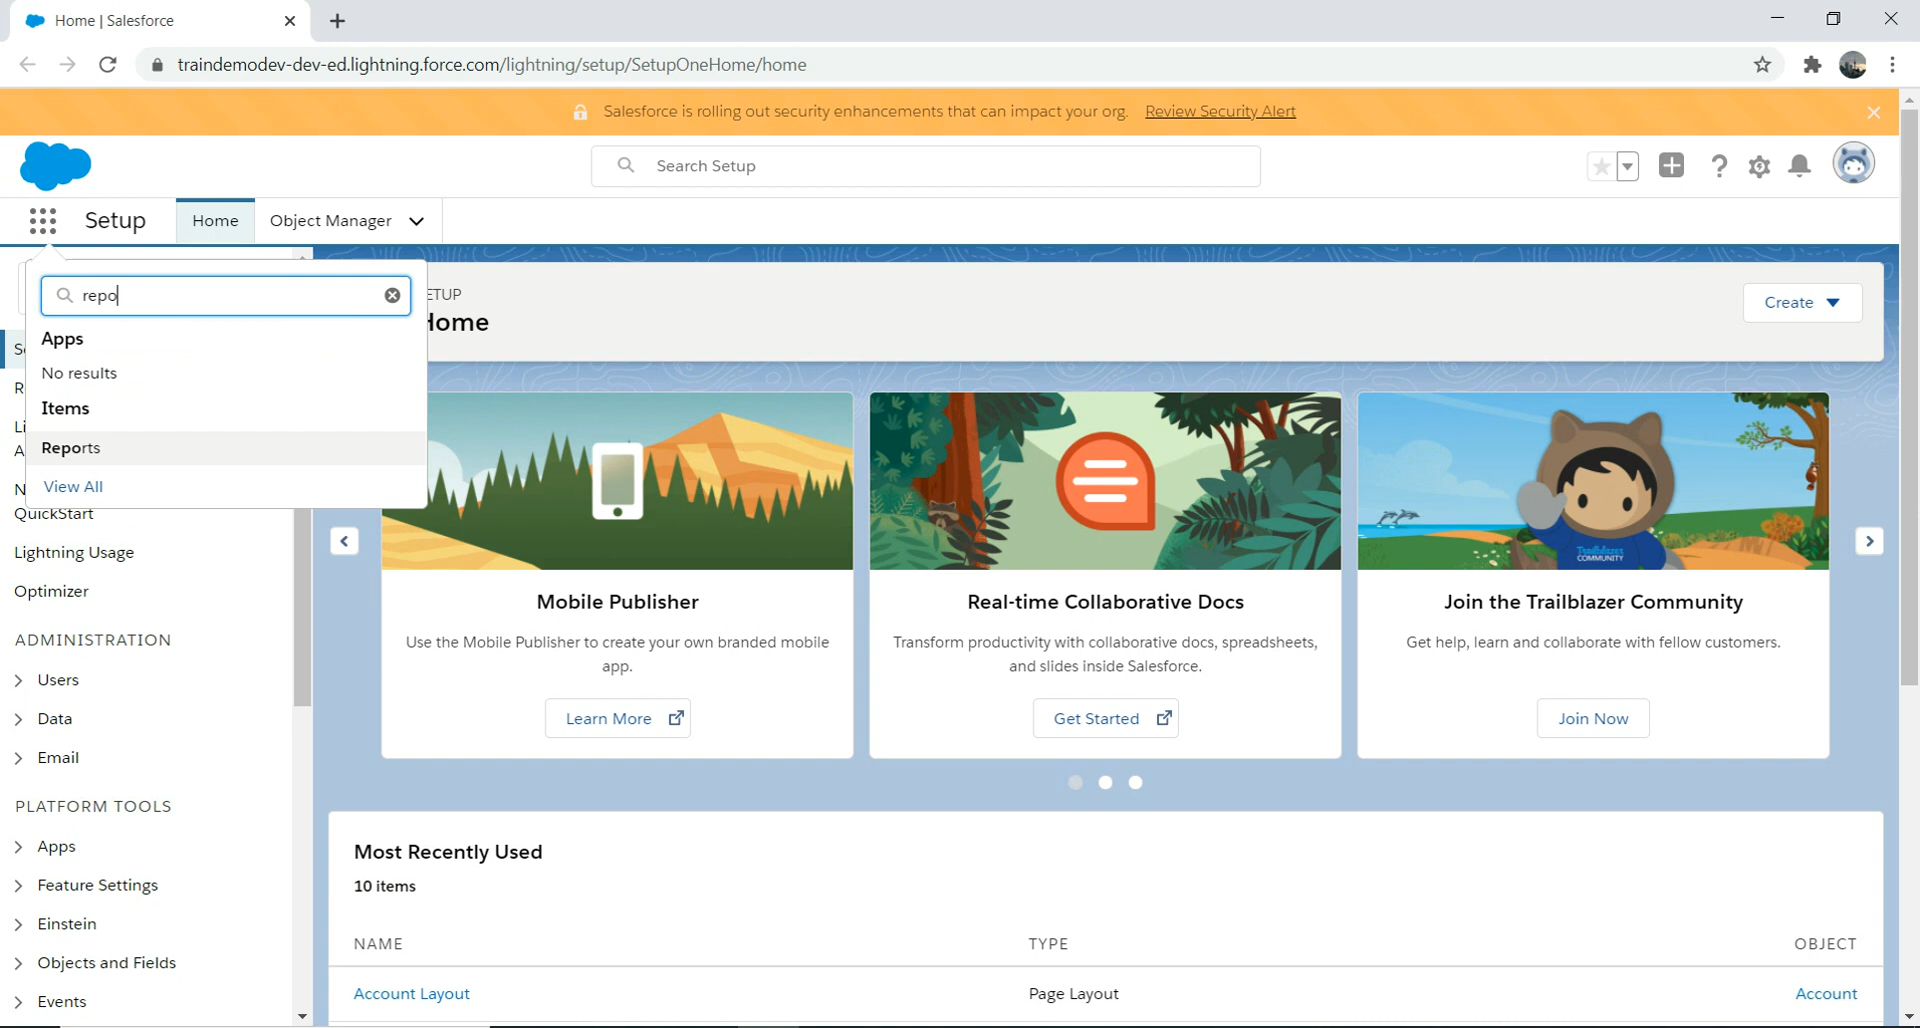 Home | Salesforce
traindemodev-dev-ed.lightning.force.com/lightning/setup/SetupOneHome/home
Salesforce is rolling out security enhancements that can impact your org. Review Security Alert
Search Setup
Setup
Home
Object Manager
repo
Apps
No results
Items
Reports
View All
QuickStart
Lightning Usage
Optimizer
ADMINISTRATION
Users
Data
Email
PLATFORM TOOLS
Apps
Feature Settings
Einstein
Objects and Fields
Events
ETUP
Home
Create
Mobile Publisher
Use the Mobile Publisher to create your own branded mobile
app.
Learn More
Real-time Collaborative Docs
Transform productivity with collaborative docs, spreadsheets,
and slides inside Salesforce.
Get Started
Trailblazer
COMMUNITY
Join the Trailblazer Community
Get help, learn and collaborate with fellow customers.
Join Now
Most Recently Used
10 items
NAME TYPE OBJECT
Account Layout Page Layout Account